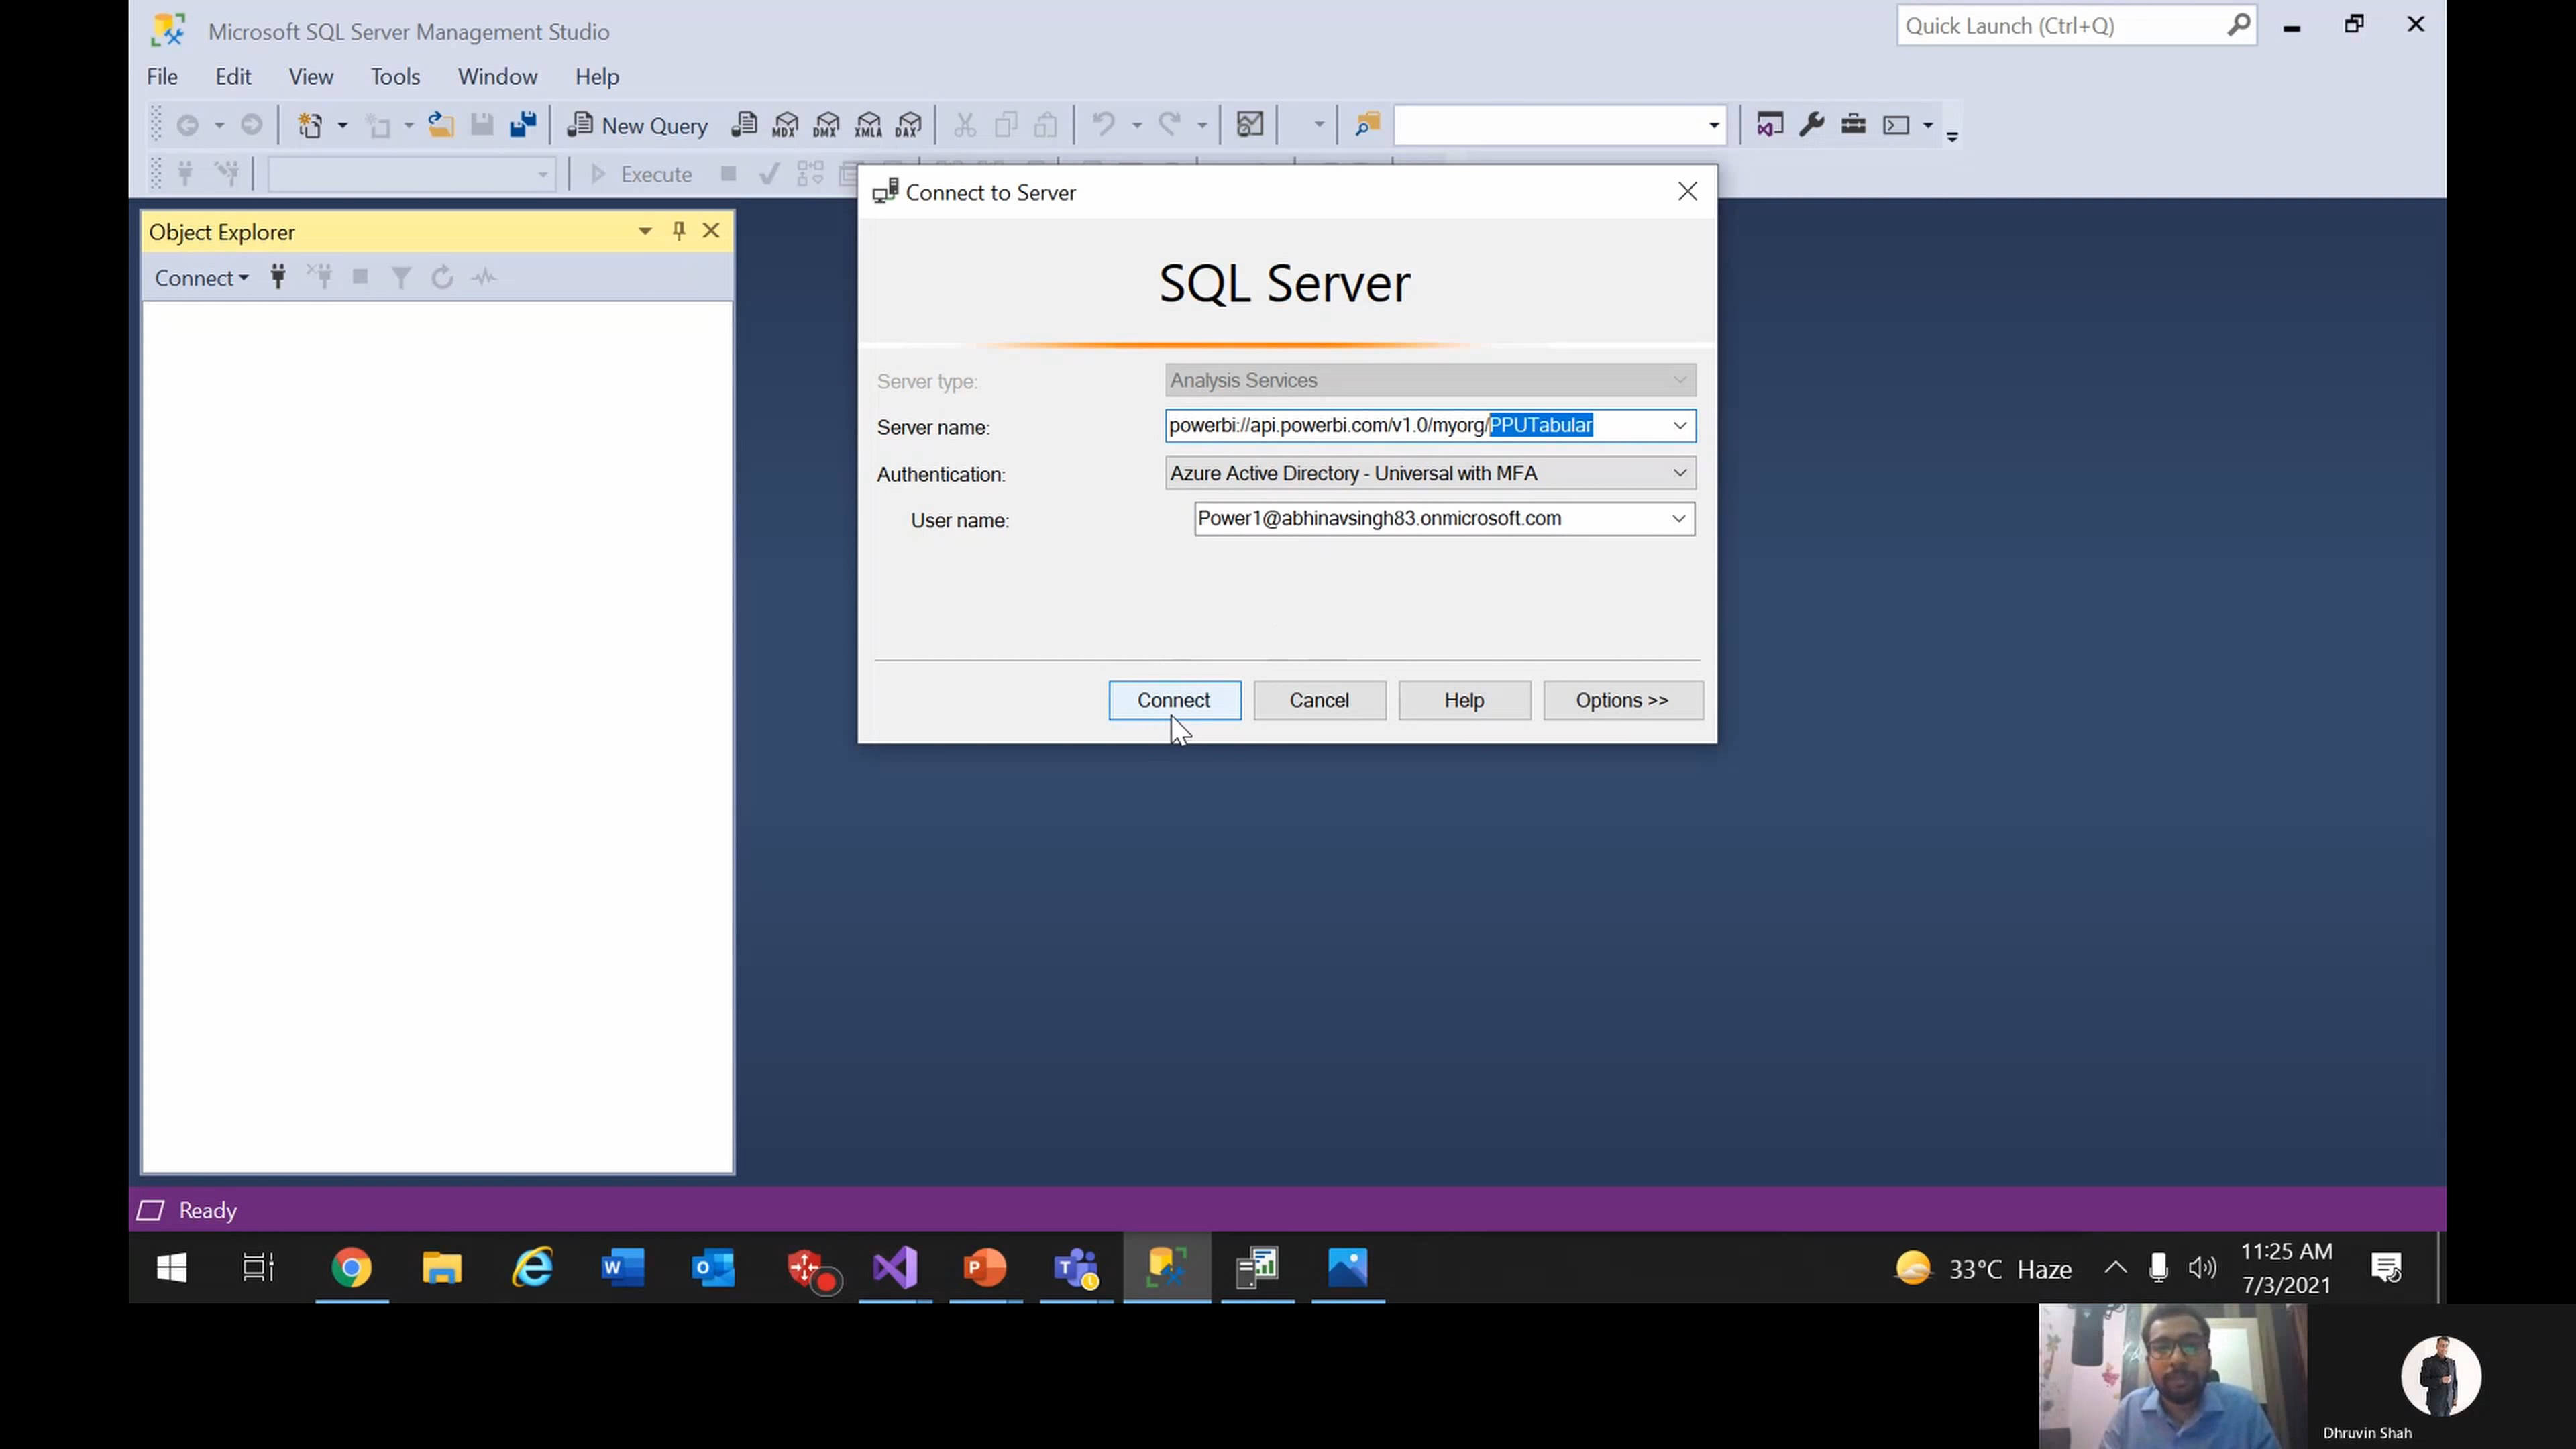 Microsoft SQL Server Management Studio
Quick Launch (Ctrl+Q)
File Edit View Tools Window Help
New Query MDX DMX XMLA DAX
Execute
Object Explorer
Connect
Connect to Server
SQL Server
Server type: Analysis Services
Server name: powerbi://api.powerbi.com/v1.0/myorg/PPUTabular
Authentication: Azure Active Directory - Universal with MFA
User name: Power1@abhinavsingh83.onmicrosoft.com
Connect Cancel Help Options >>
Ready
33°C Haze
11:25 AM
7/3/2021
Dhruvin Shah